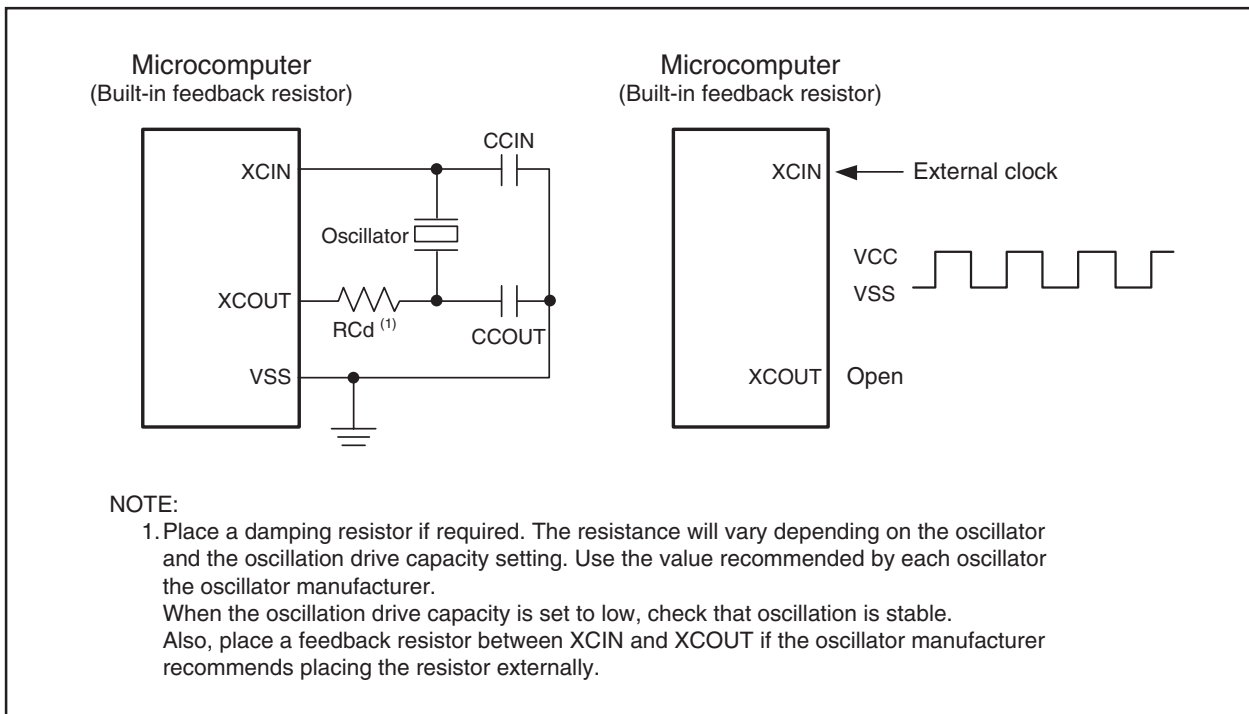 Microcomputer
(Built-in feedback resistor)
XCIN
CCIN
Oscillator
XCOUT
RCd (1)
CCOUT
VSS
Microcomputer
(Built-in feedback resistor)
XCIN
External clock
VCC
VSS
XCOUT
Open
NOTE:
1. Place a damping resistor if required. The resistance will vary depending on the oscillator
and the oscillation drive capacity setting. Use the value recommended by each oscillator
the oscillator manufacturer.
When the oscillation drive capacity is set to low, check that oscillation is stable.
Also, place a feedback resistor between XCIN and XCOUT if the oscillator manufacturer
recommends placing the resistor externally.